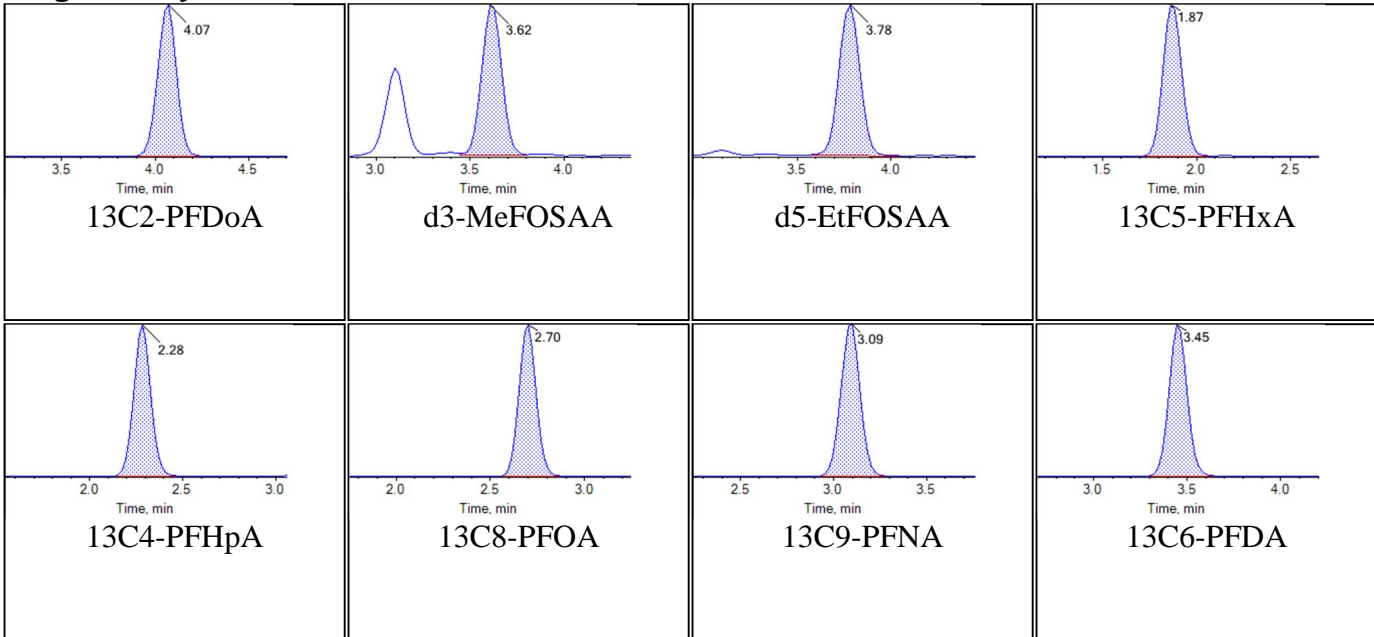 4.07
3.5 4.0 4.5
Time, min
13C2-PFDoA
3.62
3.0 3.5 4.0
Time, min
d3-MeFOSAA
3.78
3.5 4.0
Time, min
d5-EtFOSAA
1.87
1.5 2.0 2.5
Time, min
13C5-PFHxA
2.28
2.0 2.5 3.0
Time, min
13C4-PFHpA
2.70
2.0 2.5 3.0
Time, min
13C8-PFOA
3.09
2.5 3.0 3.5
Time, min
13C9-PFNA
3.45
3.0 3.5 4.0
Time, min
13C6-PFDA